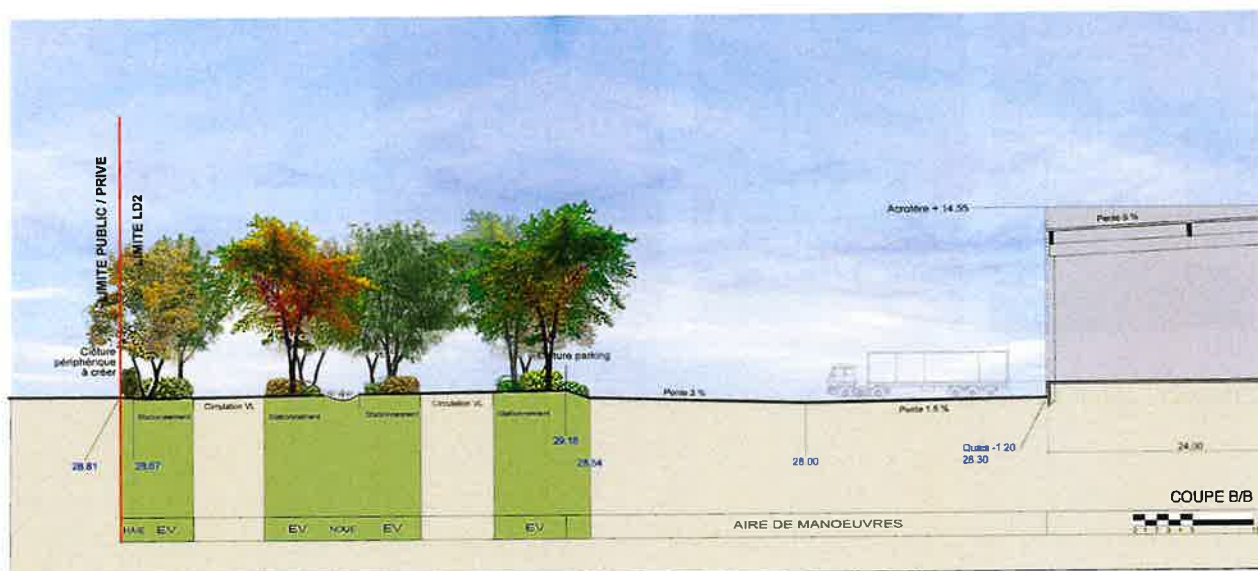 LIMITE PUBLIC / PRIVE
LIMITE LD2
Acrotère + 14.55
Pente 5 %
Clôture
périphérique
à créer
Clôture parking
Stationnement
Circulation VL
Stationnement
Stationnement
Circulation VL
Stationnement
Pente 3 %
Pente 1.5 %
28.81
28.67
29.18
28.54
28.00
Quais -1.20
28.30
24.00
COUPE B/B
HAIE
EV
EV
NOUE
EV
EV
AIRE DE MANOEUVRES